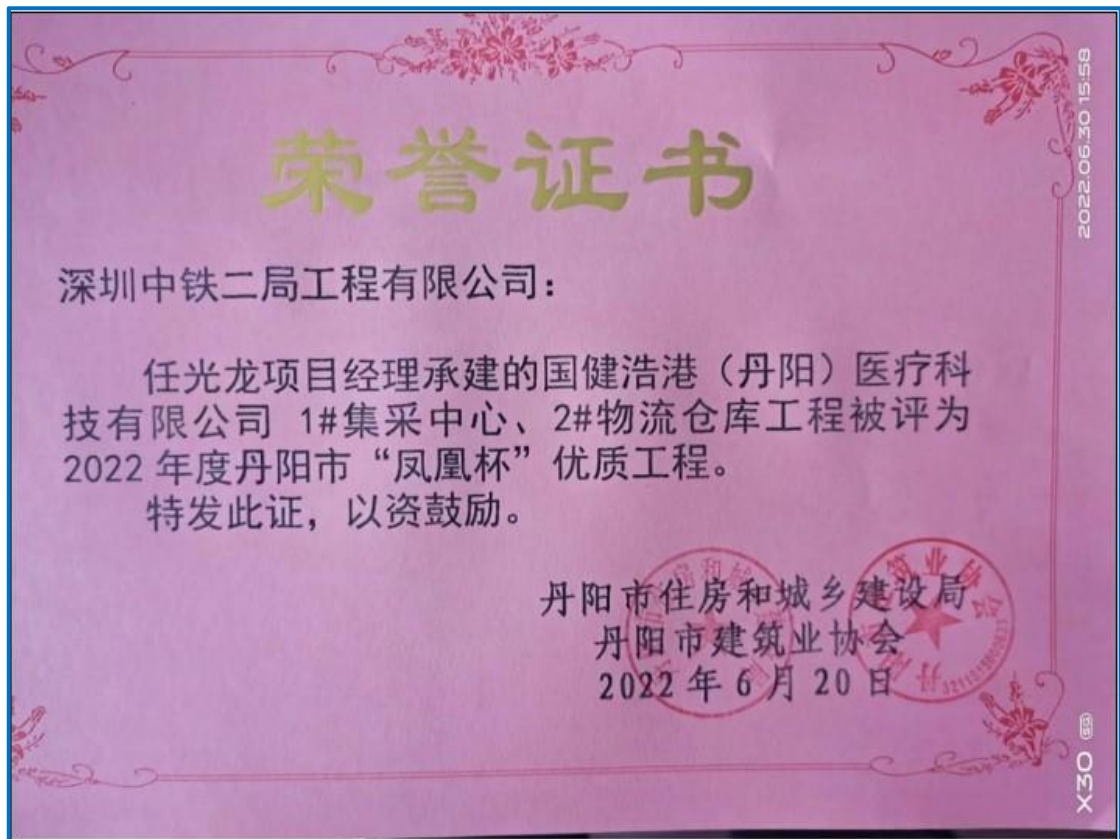 荣誉证书
深圳中铁二局工程有限公司：
任光龙项目经理承建的国健浩港（丹阳）医疗科
技有限公司 1#集采中心、2#物流仓库工程被评为
2022 年度丹阳市“凤凰杯”优质工程。
特发此证，以资鼓励。
丹阳市住房和城乡建设局
丹阳市建筑业协会
2022 年 6 月 20 日
2022.06.30 15:58
X30 5G